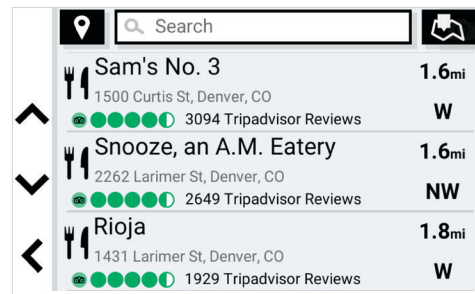 Search
Sam's No. 3
1.6mi
1500 Curtis St, Denver, CO
3094 Tripadvisor Reviews
W
Snooze, an A.M. Eatery
1.6mi
2262 Larimer St, Denver, CO
2649 Tripadvisor Reviews
NW
Rioja
1.8mi
1431 Larimer St, Denver, CO
1929 Tripadvisor Reviews
W